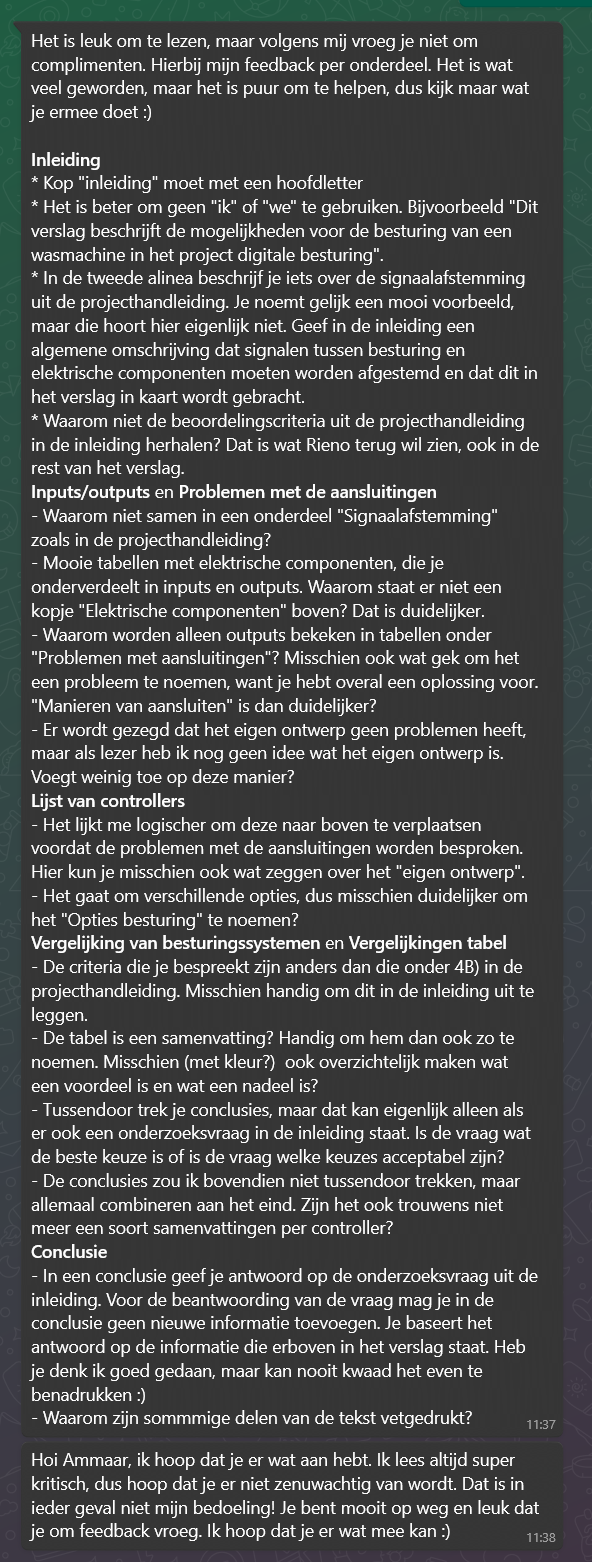 Het is leuk om te lezen, maar volgens mij vroeg je niet om
complimenten. Hierbij mijn feedback per onderdeel. Het is wat
veel geworden, maar het is puur om te helpen, dus kijk maar wat
je ermee doet :)
Inleiding
* Kop "inleiding" moet met een hoofdletter
* Het is beter om geen "ik" of "we" te gebruiken. Bijvoorbeeld "Dit
verslag beschrijft de mogelijkheden voor de besturing van een
wasmachine in het project digitale besturing".
* In de tweede alinea beschrijf je iets over de signaalafstemming
uit de projecthandleiding. Je noemt gelijk een mooi voorbeeld,
maar die hoort hier eigenlijk niet. Geef in de inleiding een
algemene omschrijving dat signalen tussen besturing en
elektrische componenten moeten worden afgestemd en dat dit in
het verslag in kaart wordt gebracht.
* Waarom niet de beoordelingscriteria uit de projecthandleiding
in de inleiding herhalen? Dat is wat Rieno terug wil zien, ook in de
rest van het verslag.
Inputs/outputs en Problemen met de aansluitingen
- Waarom niet samen in een onderdeel "Signaalafstemming"
zoals in de projecthandleiding?
- Mooie tabellen met elektrische componenten, die je
onderverdeelt in inputs en outputs. Waarom staat er niet een
kopje "Elektrische componenten" boven? Dat is duidelijker.
- Waarom worden alleen outputs bekeken in tabellen onder
"Problemen met aansluitingen"? Misschien ook wat gek om het
een probleem te noemen, want je hebt overal een oplossing voor.
"Manieren van aansluiten" is dan duidelijker?
- Er wordt gezegd dat het eigen ontwerp geen problemen heeft,
maar als lezer heb ik nog geen idee wat het eigen ontwerp is.
Voegt weinig toe op deze manier?
Lijst van controllers
- Het lijkt me logischer om deze naar boven te verplaatsen
voordat de problemen met de aansluitingen worden besproken.
Hier kun je misschien ook wat zeggen over het "eigen ontwerp".
- Het gaat om verschillende opties, dus misschien duidelijker om
het "Opties besturing" te noemen?
Vergelijking van besturingssystemen en Vergelijkingen tabel
- De criteria die je bespreekt zijn anders dan die onder 4B) in de
projecthandleiding. Misschien handig om dit in de inleiding uit te
leggen.
- De tabel is een samenvatting? Handig om hem dan ook zo te
noemen. Misschien (met kleur?)  ook overzichtelijk maken wat
een voordeel is en wat een nadeel is?
- Tussendoor trek je conclusies, maar dat kan eigenlijk alleen als
er ook een onderzoeksvraag in de inleiding staat. Is de vraag wat
de beste keuze is of is de vraag welke keuzes acceptabel zijn?
- De conclusies zou ik bovendien niet tussendoor trekken, maar
allemaal combineren aan het eind. Zijn het ook trouwens niet
meer een soort samenvattingen per controller?
Conclusie
- In een conclusie geef je antwoord op de onderzoeksvraag uit de
inleiding. Voor de beantwoording van de vraag mag je in de
conclusie geen nieuwe informatie toevoegen. Je baseert het
antwoord op de informatie die erboven in het verslag staat. Heb
je denk ik goed gedaan, maar kan nooit kwaad het even te
benadrukken :)
- Waarom zijn sommmige delen van de tekst vetgedrukt?
11:37
Hoi Ammaar, ik hoop dat je er wat aan hebt. Ik lees altijd super
kritisch, dus hoop dat je er niet zenuwachtig van wordt. Dat is in
ieder geval niet mijn bedoeling! Je bent mooit op weg en leuk dat
je om feedback vroeg. Ik hoop dat je er wat mee kan :)
11:38